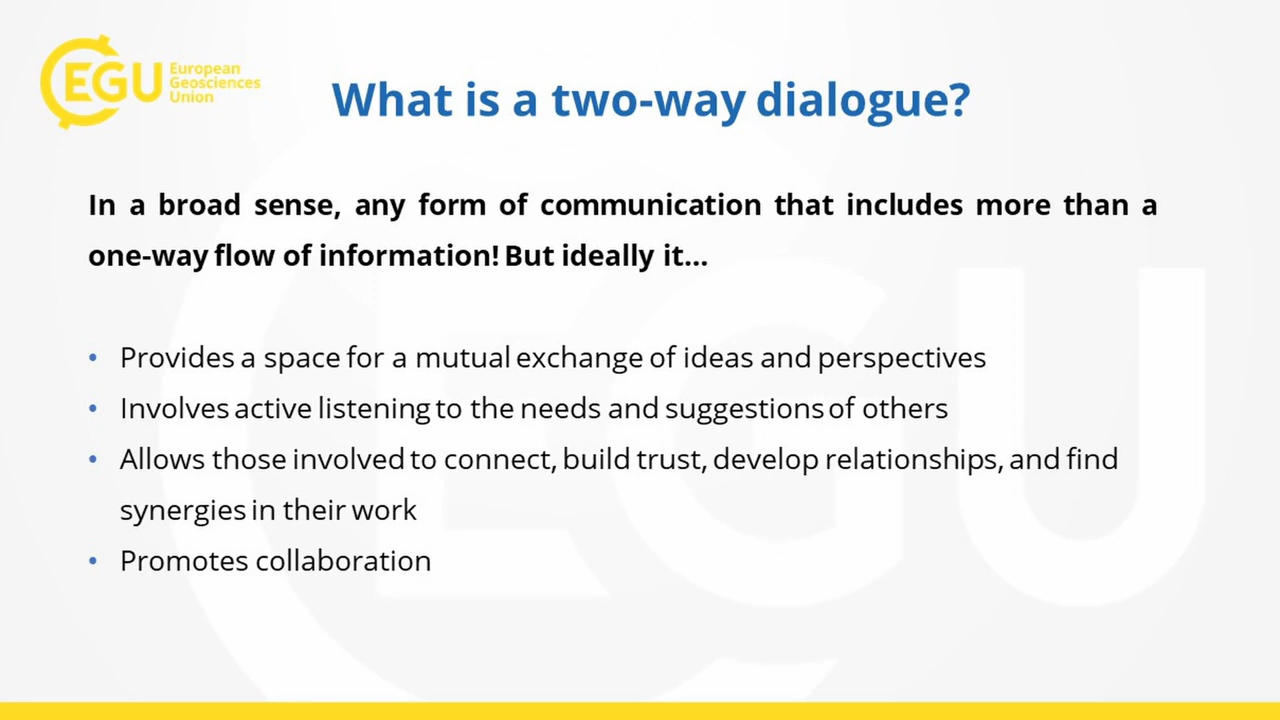 EGU
European
Geosciences
Union
What is a two-way dialogue?
In a broad sense, any form of communication that includes more than a
one-way flow of information! But ideally it...
• Provides a space for a mutual exchange of ideas and perspectives
• Involves active listening to the needs and suggestions of others
• Allows those involved to connect, build trust, develop relationships, and find
synergies in their work
• Promotes collaboration
EGU